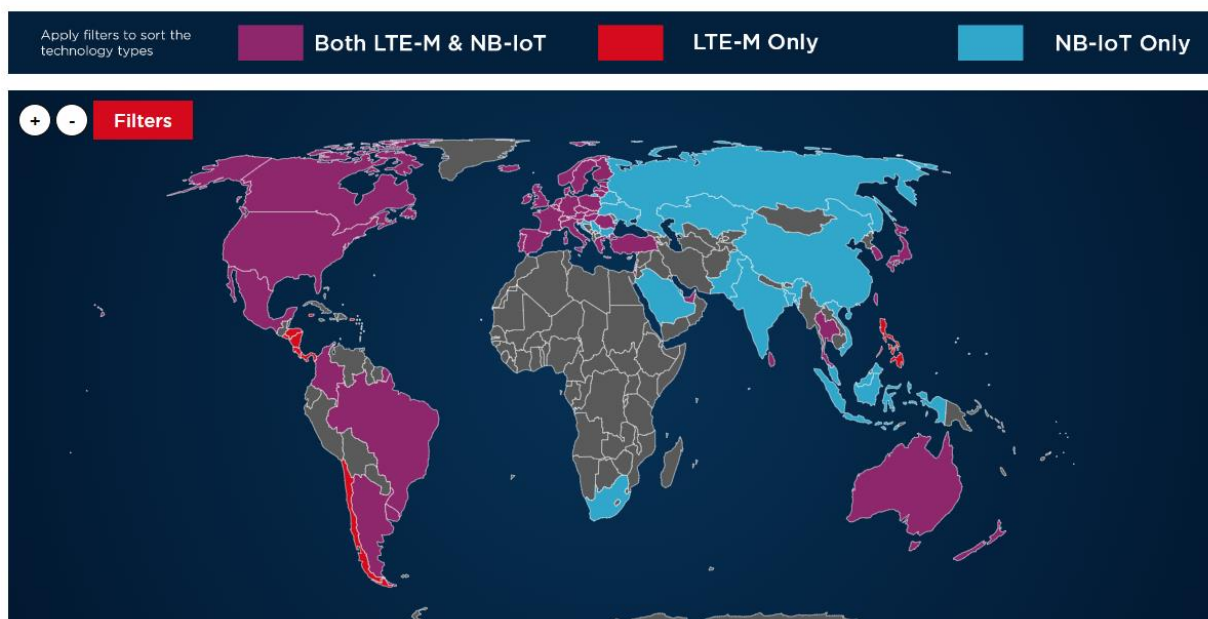 Apply filters to sort the
technology types
Both LTE-M & NB-IoT
LTE-M Only
NB-IoT Only
+
-
Filters